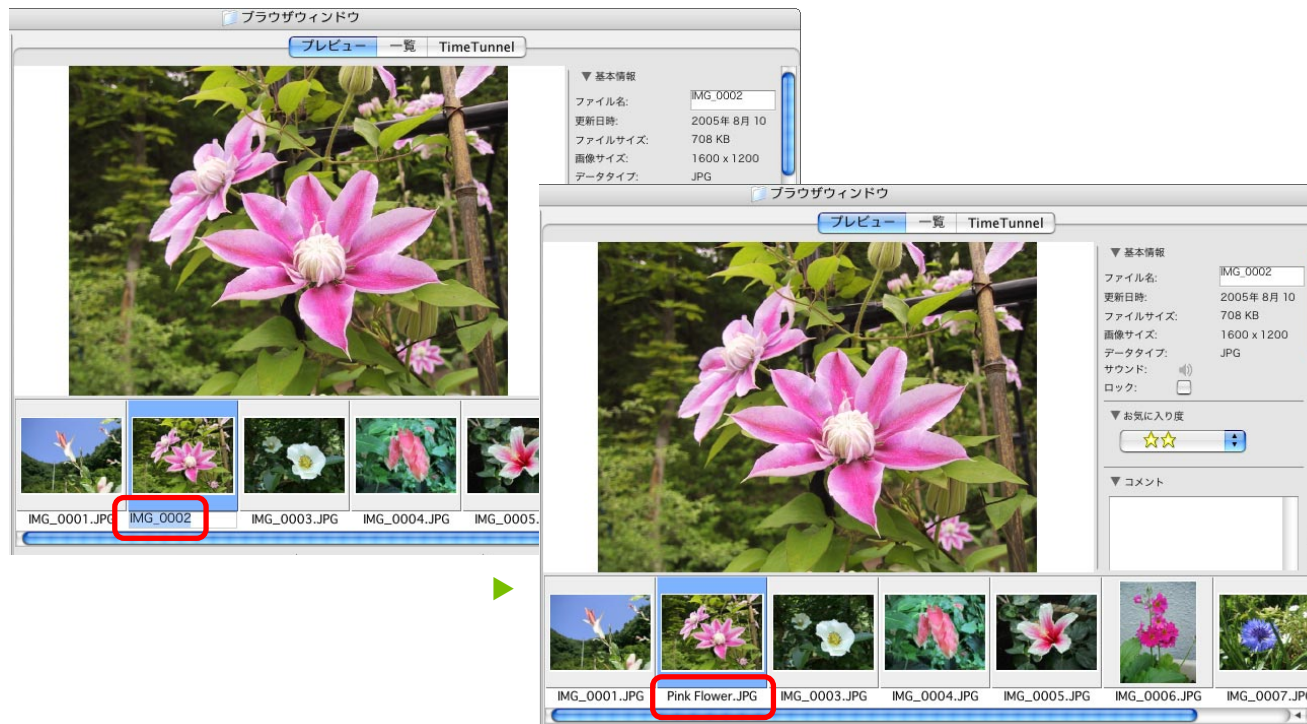 ブラウザウィンドウ
プレビュー 一覧 TimeTunnel
▼ 基本情報
ファイル名: IMG_0002
更新日時: 2005年 8月 10
ファイルサイズ: 708 KB
画像サイズ: 1600 x 1200
データタイプ: JPG
IMG_0001.JPG IMG_0002 IMG_0003.JPG IMG_0004.JPG IMG_0005.
ブラウザウィンドウ
プレビュー 一覧 TimeTunnel
▼ 基本情報
ファイル名: IMG_0002
更新日時: 2005年 8月 10
ファイルサイズ: 708 KB
画像サイズ: 1600 x 1200
データタイプ: JPG
サウンド:
ロック:
▼ お気に入り度
▼ コメント
IMG_0001.JPG Pink Flower.JPG IMG_0003.JPG IMG_0004.JPG IMG_0005.JPG IMG_0006.JPG IMG_0007.JP